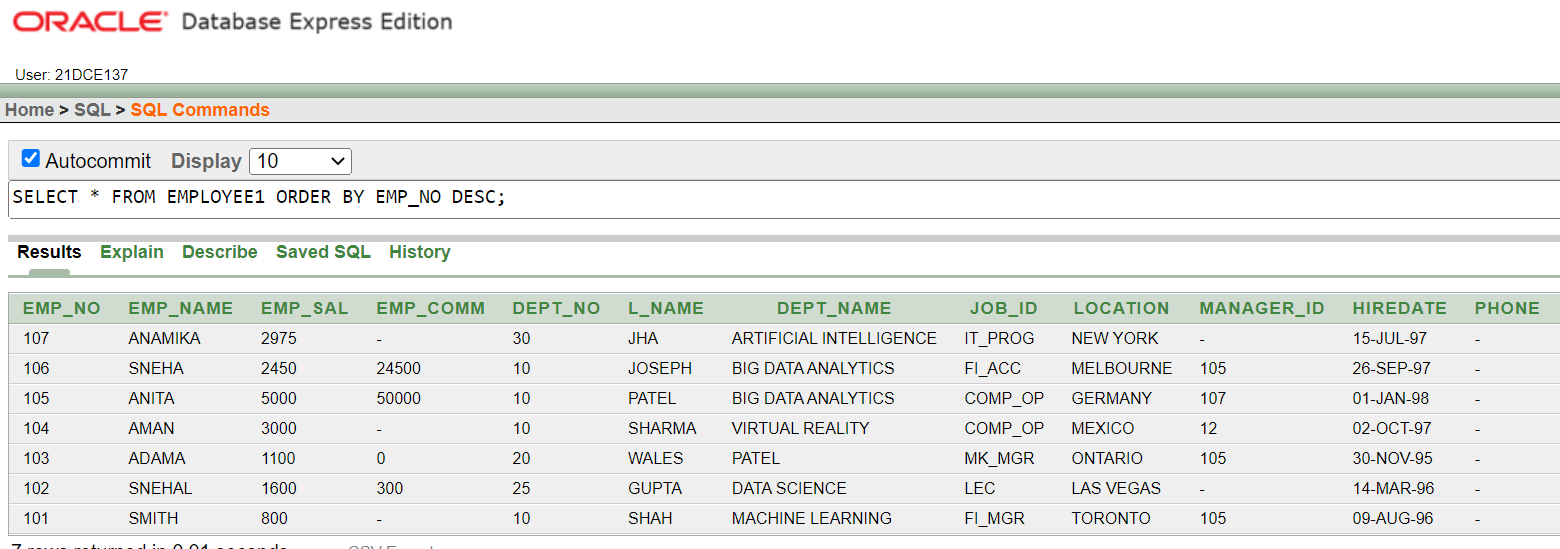 ORACLE Database Express Edition
User: 21DCE137
Home > SQL > SQL Commands
Autocommit Display 10
SELECT * FROM EMPLOYEE1 ORDER BY EMP_NO DESC;
Results Explain Describe Saved SQL History
EMP_NO EMP_NAME EMP_SAL EMP_COMM DEPT_NO L_NAME DEPT_NAME JOB_ID LOCATION MANAGER_ID HIREDATE PHONE
107 ANAMIKA 2975 - 30 JHA ARTIFICIAL INTELLIGENCE IT_PROG NEW YORK - 15-JUL-97 -
106 SNEHA 2450 24500 10 JOSEPH BIG DATA ANALYTICS FI_ACC MELBOURNE 105 26-SEP-97 -
105 ANITA 5000 50000 10 PATEL BIG DATA ANALYTICS COMP_OP GERMANY 107 01-JAN-98 -
104 AMAN 3000 - 10 SHARMA VIRTUAL REALITY COMP_OP MEXICO 12 02-OCT-97 -
103 ADAMA 1100 0 20 WALES PATEL MK_MGR ONTARIO 105 30-NOV-95 -
102 SNEHAL 1600 300 25 GUPTA DATA SCIENCE LEC LAS VEGAS - 14-MAR-96 -
101 SMITH 800 - 10 SHAH MACHINE LEARNING FI_MGR TORONTO 105 09-AUG-96 -
7 rows returned in 0.01 seconds